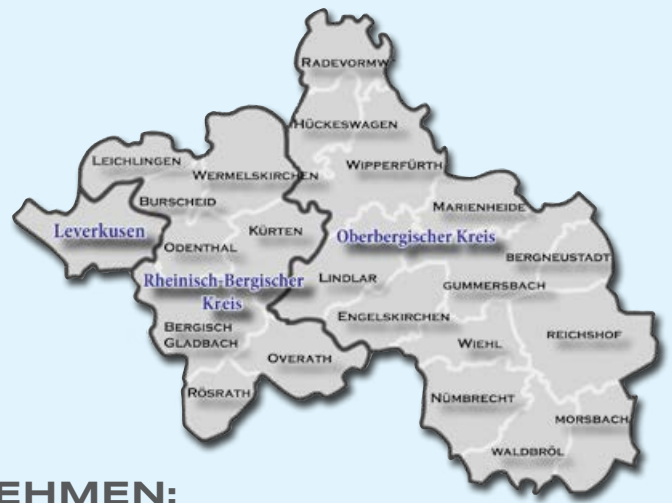 RADEVORMW
HÜCKESWAGEN
WIPPERFÜRTH
LEICHLINGEN
WERMELSKIRCHEN
BURSCHEID
MARIENHEIDE
Leverkusen
KÜRTEN
Oberbergischer Kreis
ODENTHAL
BERGNEUSTADT
Rheinisch-Bergischer
Kreis
LINDLAR
GUMMERSBACH
ENGELSKIRCHEN
BERGISCH
GLADBACH
WIEHL
REICHSHOF
OVERATH
RÖSRATH
NÜMBRECHT
MORSBACH
WALDBRÖL
EHMEN: